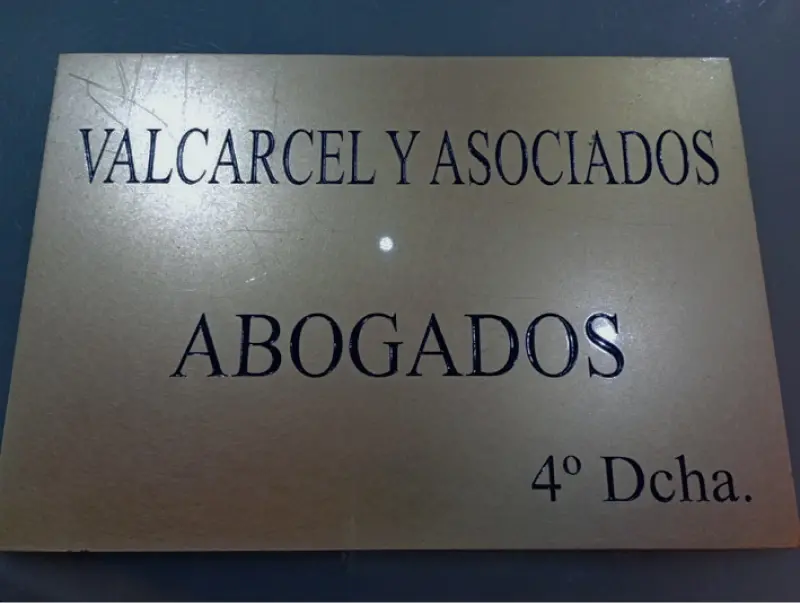 VALCARCEL Y ASOCIADOS
ABOGADOS
4º Dcha.